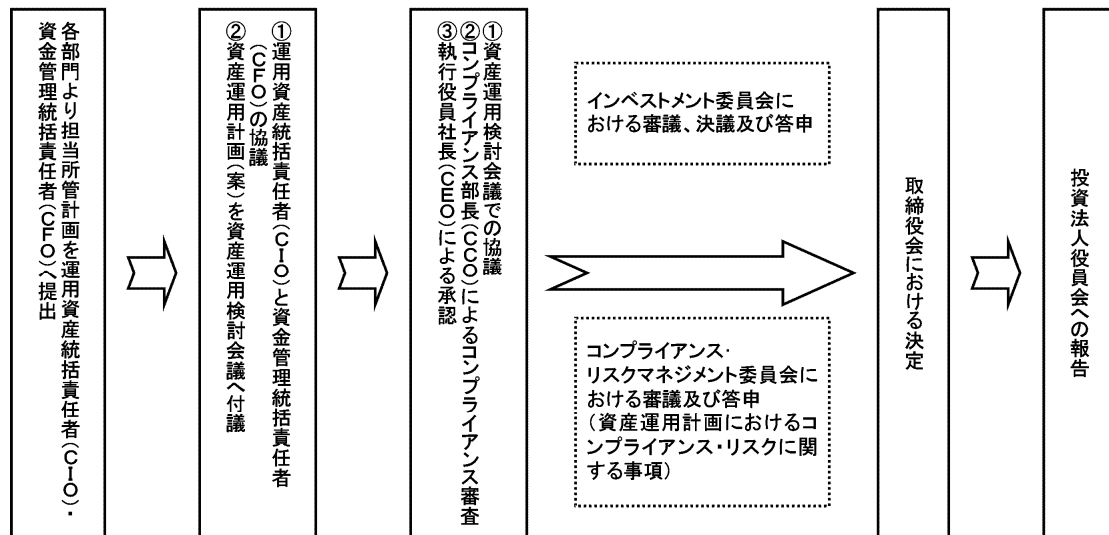 各部門より担当所管計画を運用資産統括責任者(CIO)・
資金管理統括責任者(CFO)へ提出
①運用資産統括責任者(CIO)と資金管理統括責任者
(CFO)の協議
②資産運用計画(案)を資産運用検討会議へ付議
①資産運用検討会議での協議
②コンプライアンス部長(CCO)によるコンプライアンス審査
③執行役員社長(CEO)による承認
インベストメント委員会に
おける審議、決議及び答申
コンプライアンス・
リスクマネジメント委員会に
おける審議及び答申
(資産運用計画におけるコ
ンプライアンス・リスクに関
する事項)
取締役会における決定
投資法人役員会への報告